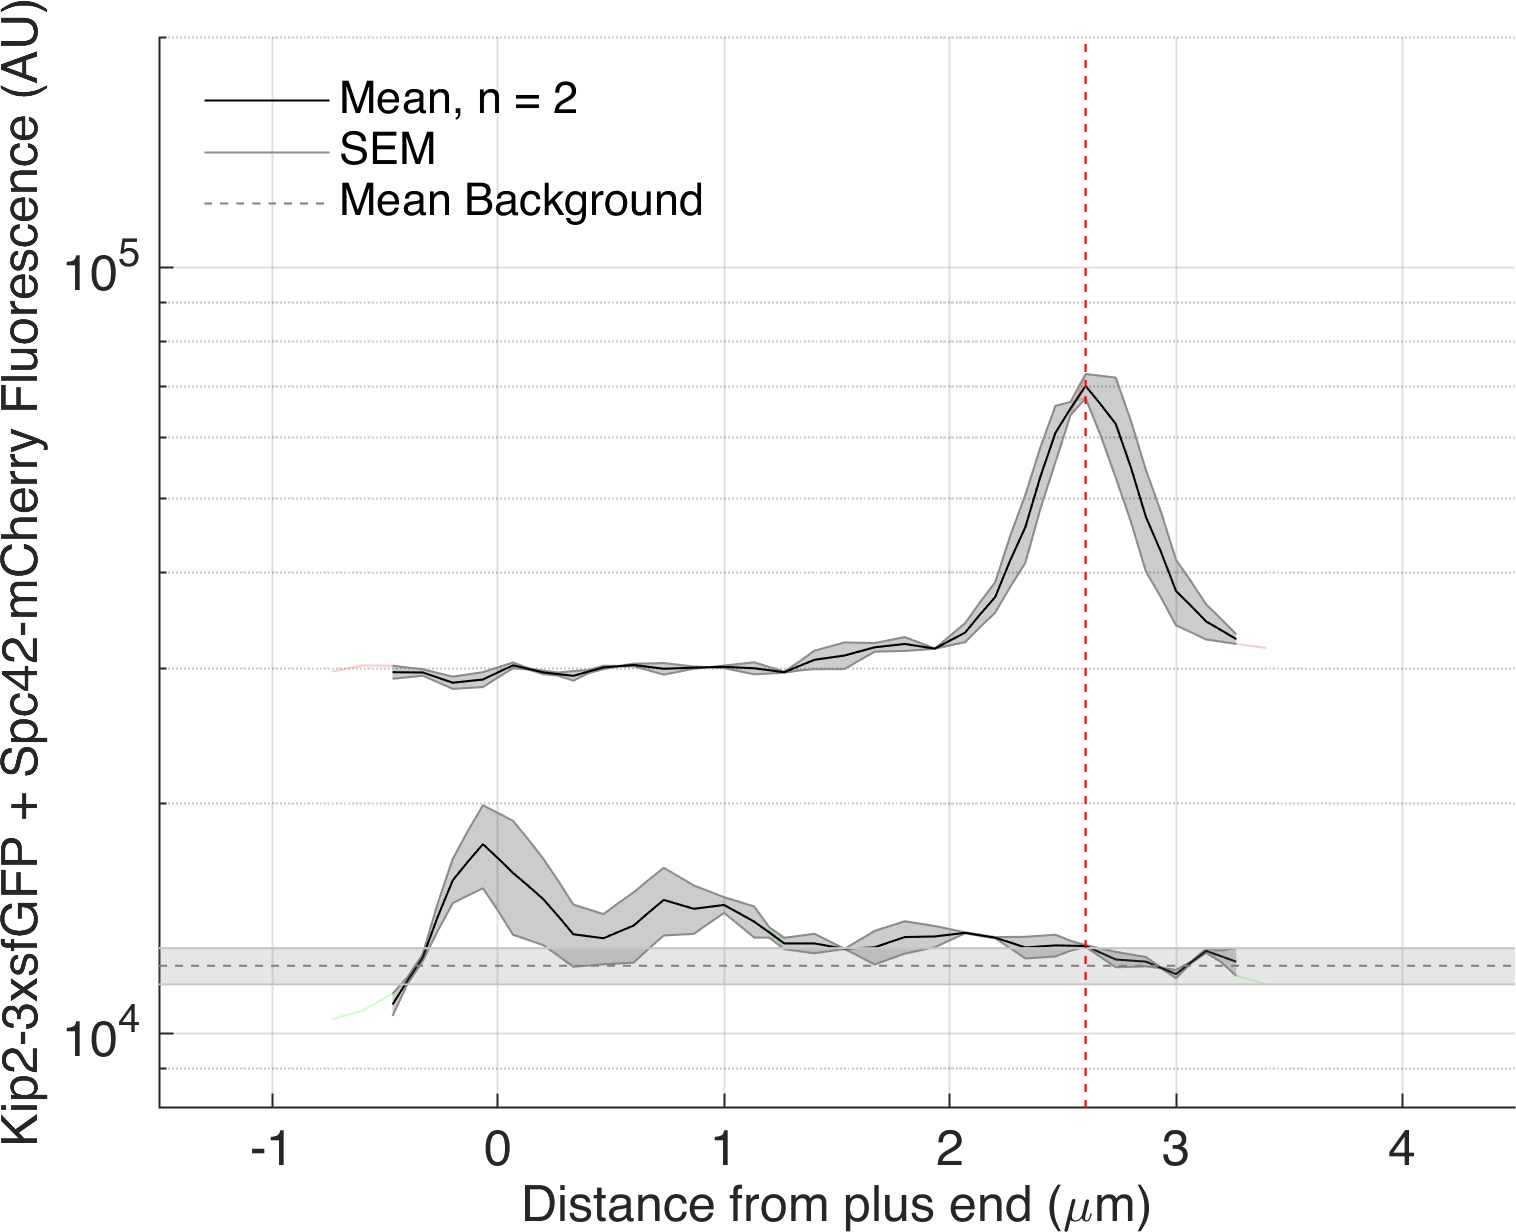 Kip2-3xsfGFP + Spc42-mCherry Fluorescence (AU)
Mean, n = 2
SEM
Mean Background
10^5
10^4
-1 0 1 2 3 4
Distance from plus end (μm)